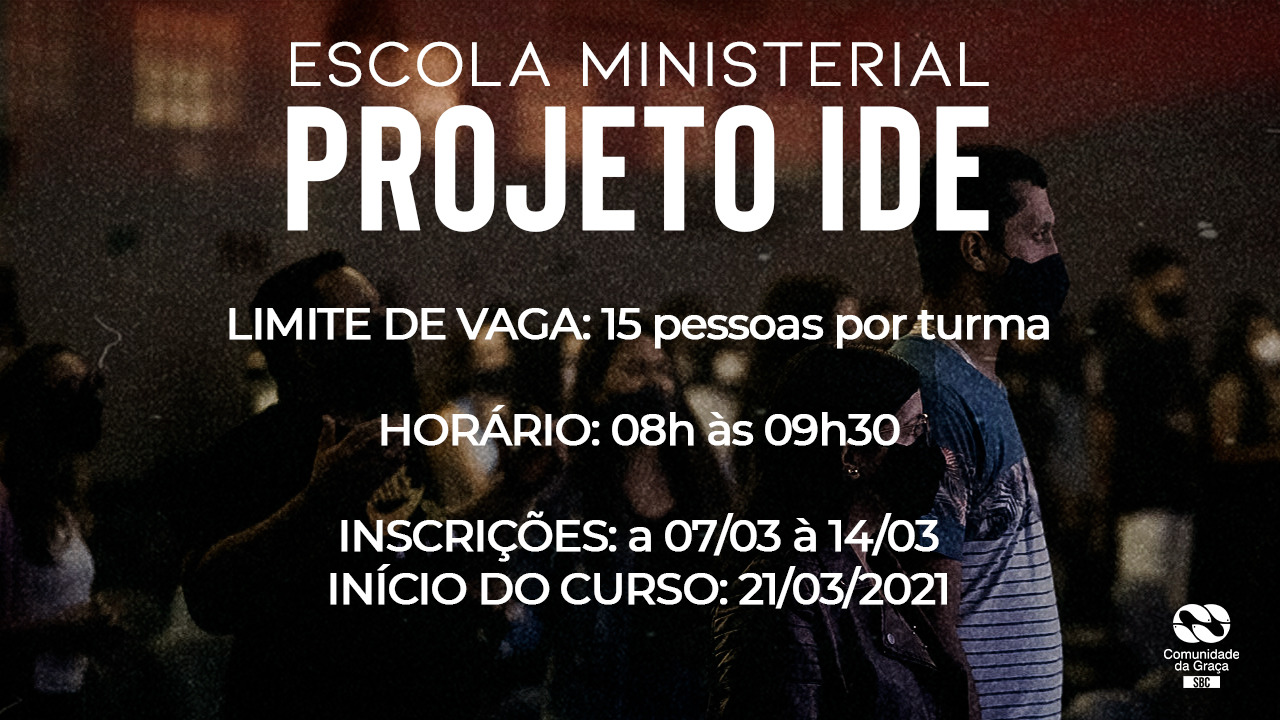 ESCOLA MINISTERIAL
PROJETO IDE
LIMITE DE VAGA: 15 pessoas por turma
HORÁRIO: 08h às 09h30
INSCRIÇÕES: a 07/03 à 14/03
INÍCIO DO CURSO: 21/03/2021
Comunidade
da Graça
SBC